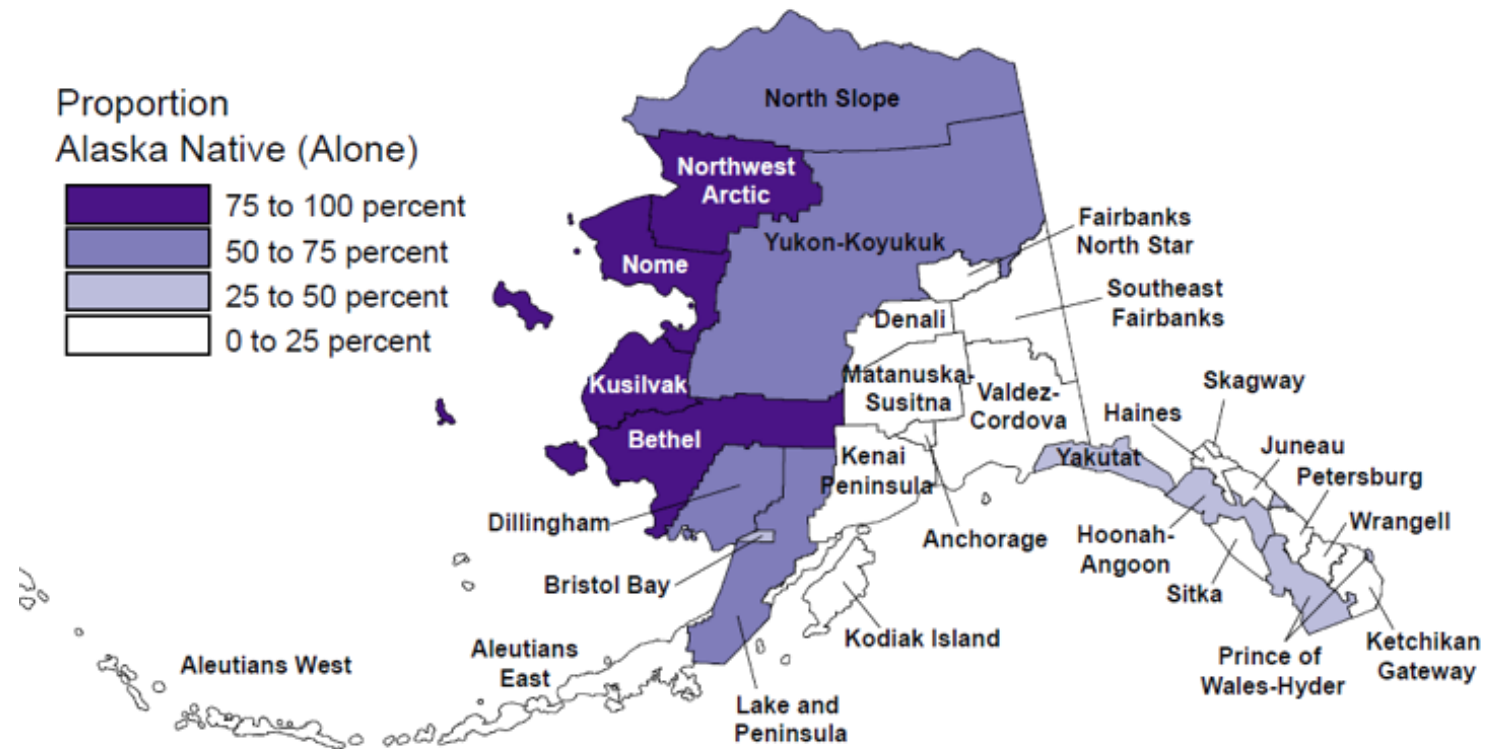 Proportion
Alaska Native (Alone)
75 to 100 percent
50 to 75 percent
25 to 50 percent
0 to 25 percent
North Slope
Northwest
Arctic
Yukon-Koyukuk
Nome
Fairbanks
North Star
Southeast
Fairbanks
Denali
Kusilvak
Matanuska-
Susitna
Valdez-
Cordova
Skagway
Haines
Juneau
Bethel
Kenai
Peninsula
Yakutat
Petersburg
Dillingham
Anchorage
Hoonah-
Angoon
Wrangell
Bristol Bay
Sitka
Kodiak Island
Aleutians West
Aleutians
East
Prince of
Wales-Hyder
Ketchikan
Gateway
Lake and
Peninsula